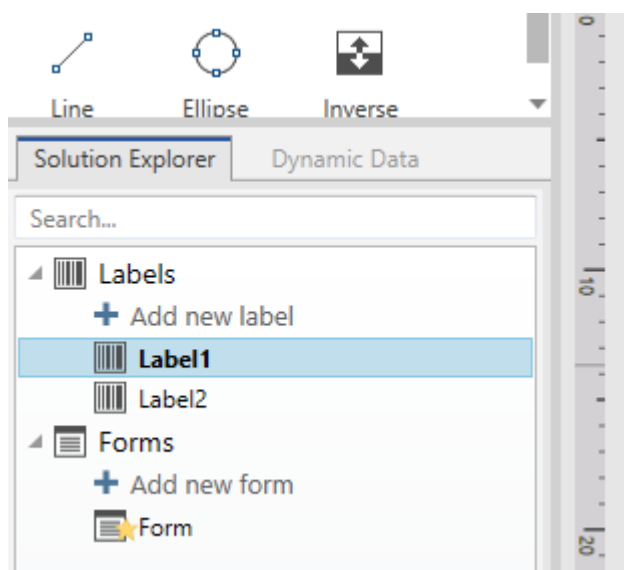 Line Ellipse Inverse
Solution Explorer Dynamic Data
Search...
Labels
Add new label
Label1
Label2
Forms
Add new form
Form
0
10
20